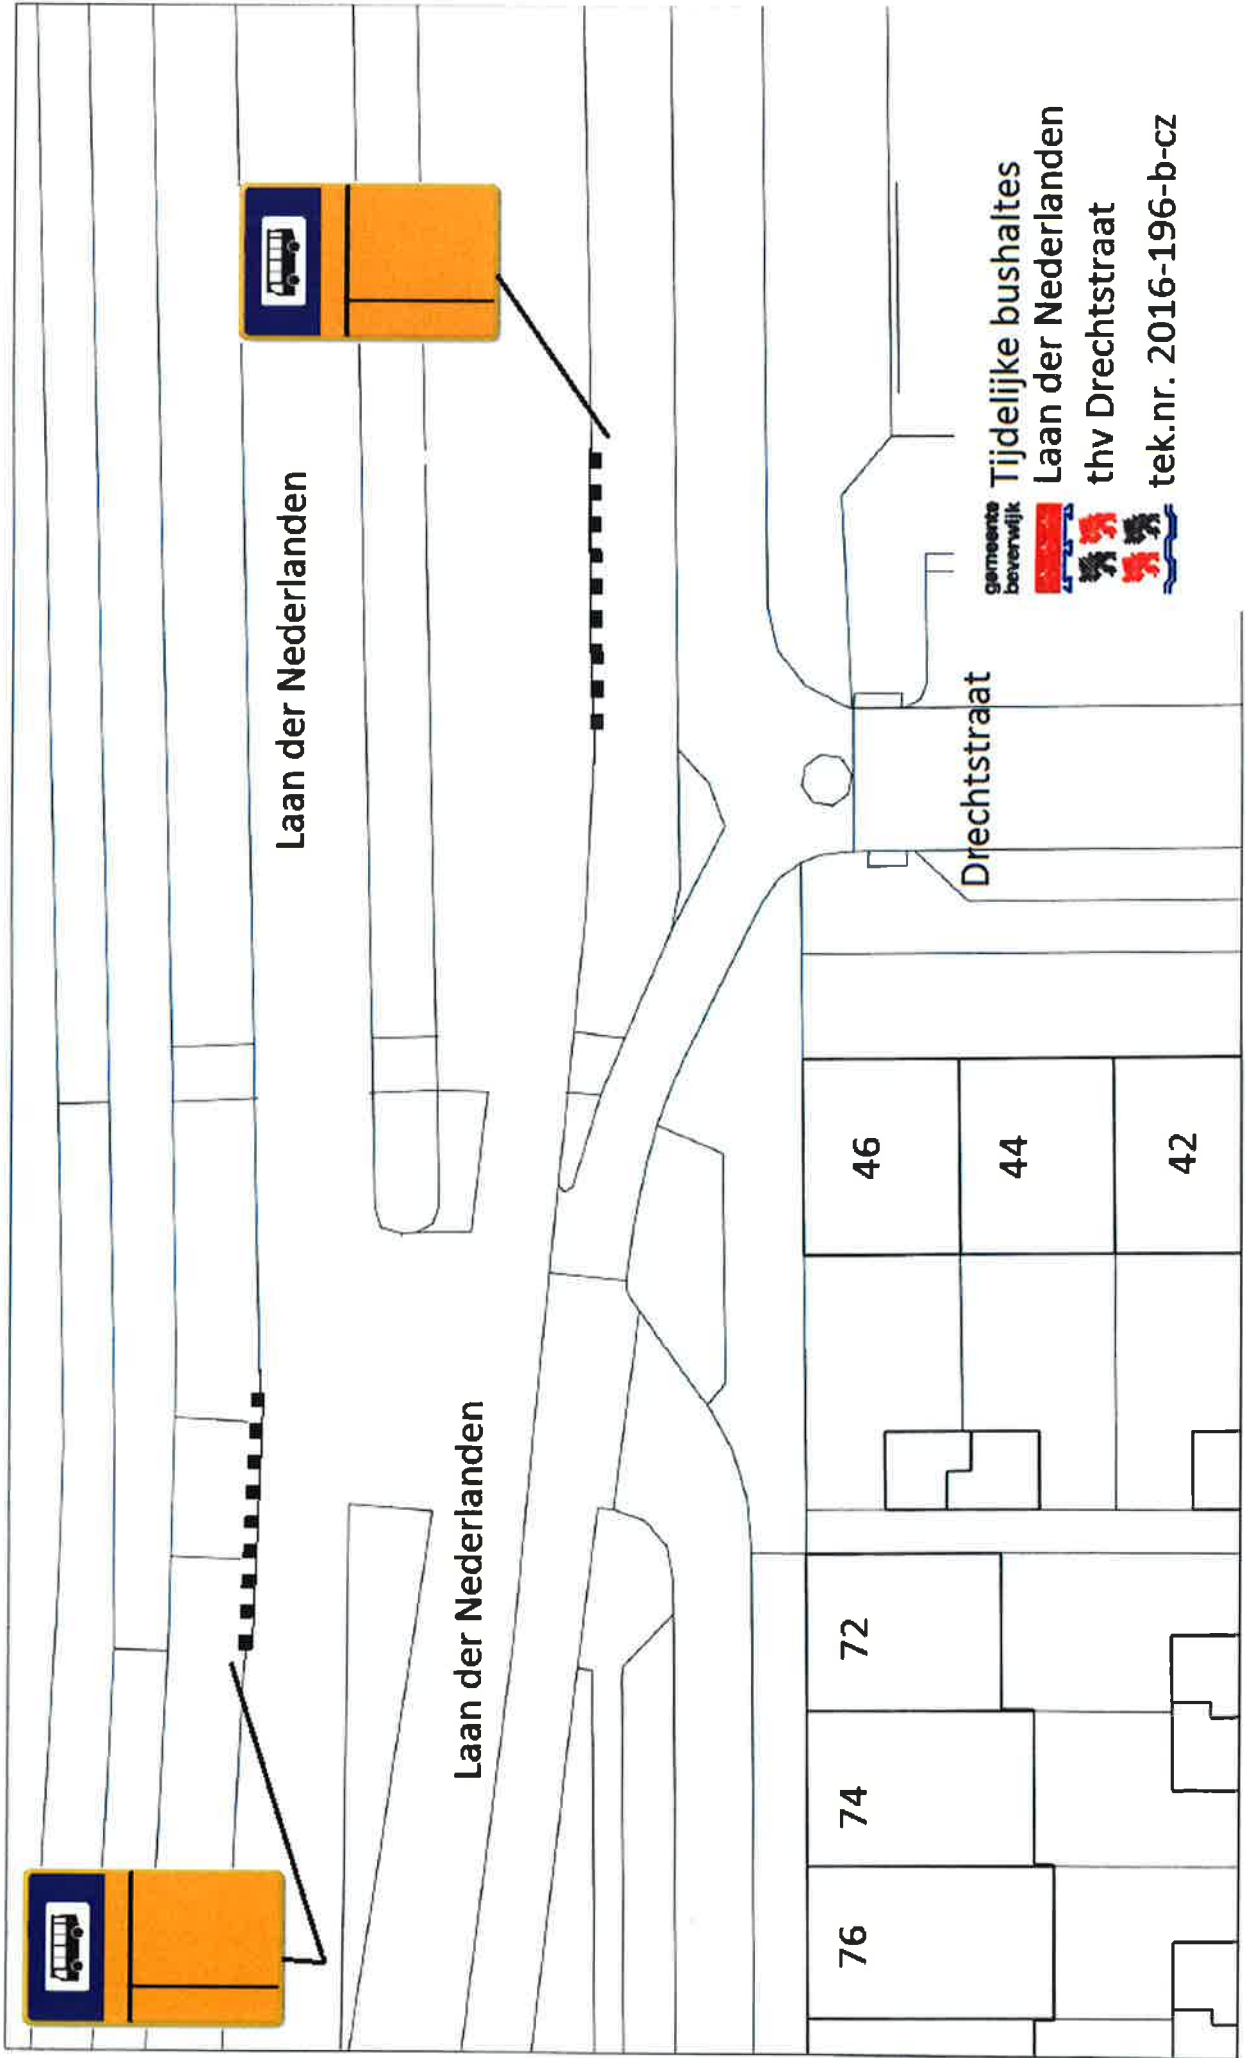 Laan der Nederlanden
Laan der Nederlanden
Drechtstraat
46
44
42
72
74
76
gemeente
beverwijk
Tijdelijke bushaltes
Laan der Nederlanden
thv Drechtstraat
tek.nr. 2016-196-b-cz